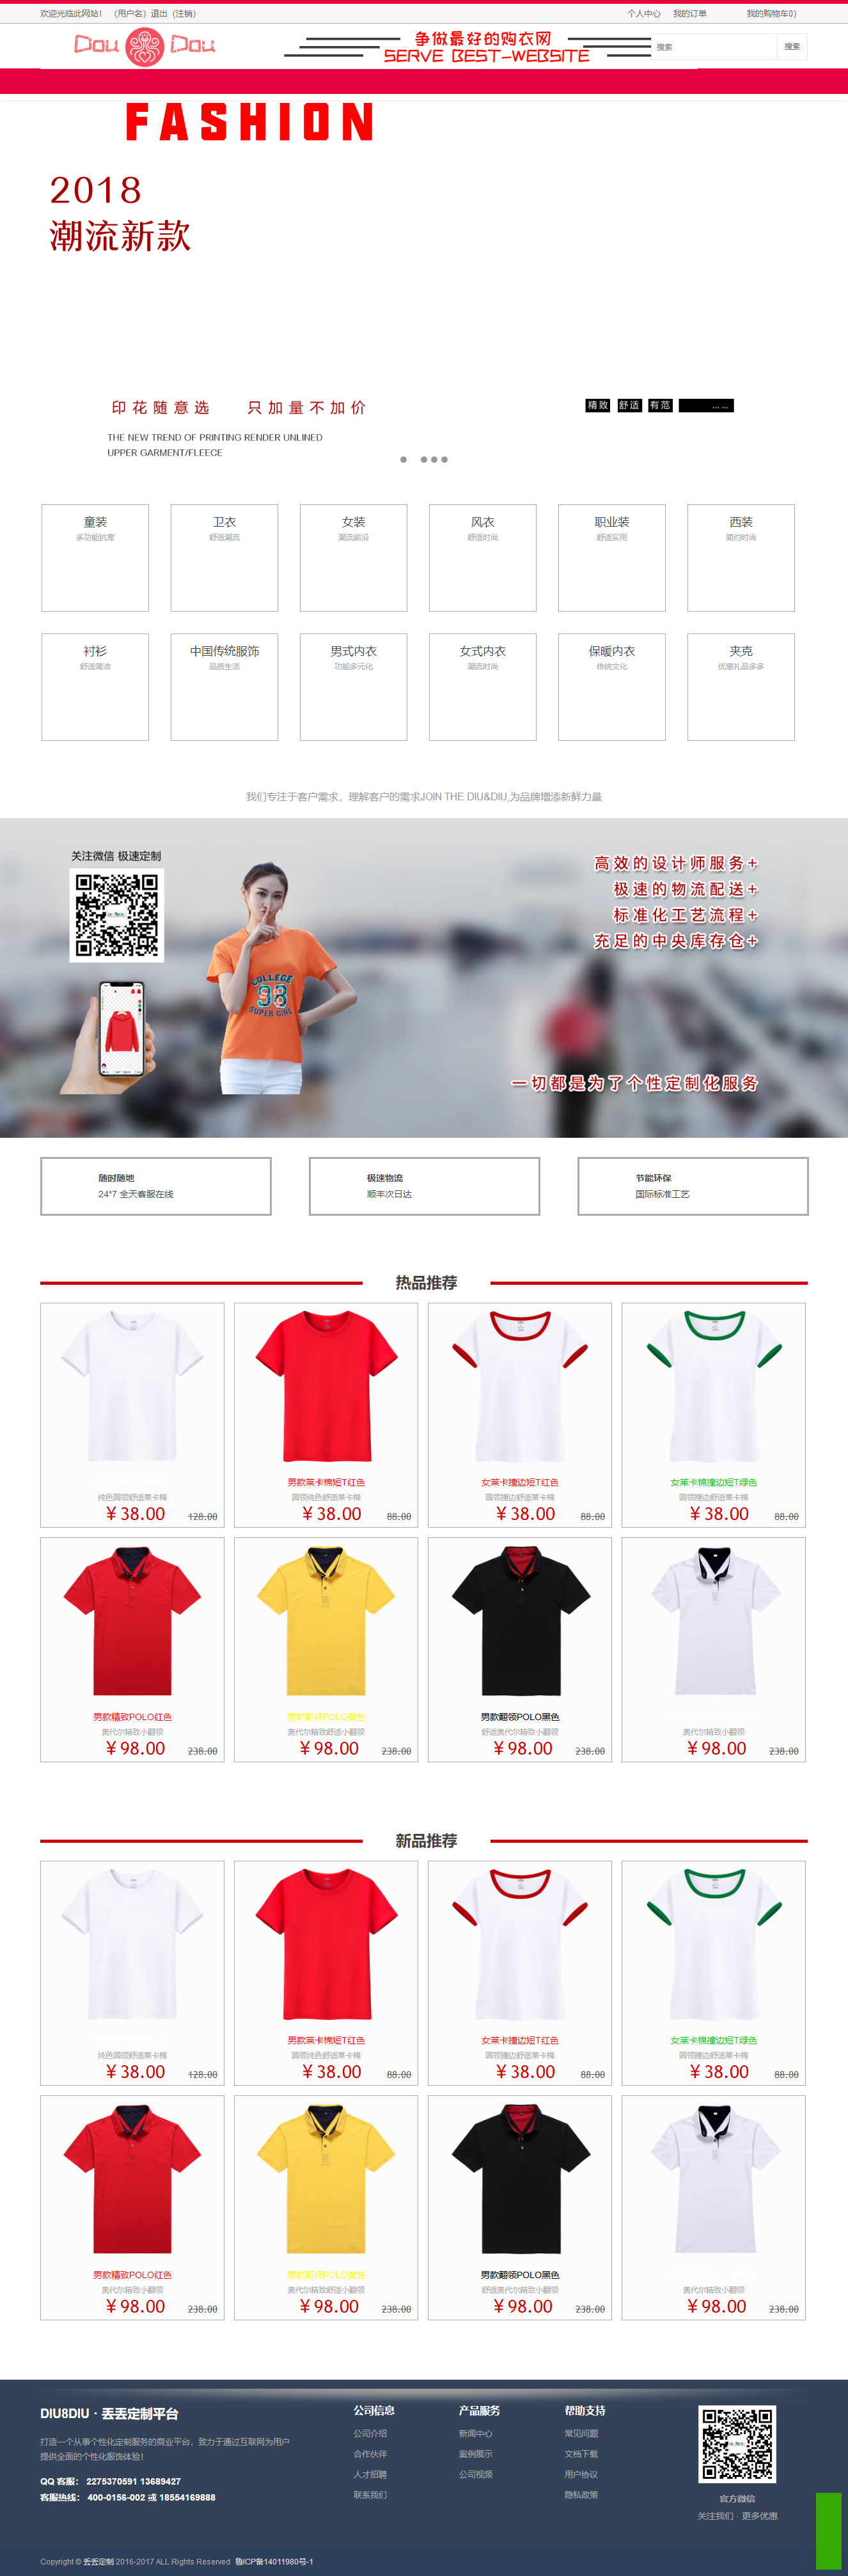 欢迎光临此网站! (用户名) 退出 (注销)
个人中心 我的订单 我的购物车0)
Dou Dou
争做最好的购衣网
SERVE BEST-WEBSITE
搜索 搜索
FASHION
2018
潮流新款
印花随意选 只加量不加价
精致 舒适 有范 ... ...
THE NEW TREND OF PRINTING RENDER UNLINED
UPPER GARMENT/FLEECE
童装 卫衣 女装 风衣 职业装 西装
多功能抗寒 舒适潮流 潮流前沿 舒适时尚 舒适实用 简约时尚
衬衫 中国传统服饰 男式内衣 女式内衣 保暖内衣 夹克
舒适简洁 品质生活 功能多元化 潮流时尚 传统文化 优惠礼品多多
我们专注于客户需求，理解客户的需求JOIN THE DIU&DIU,为品牌增添新鲜力量
关注微信 极速定制
COLLEGE
38
SUPER GIRL
高效的设计师服务+
极速的物流配送+
标准化工艺流程+
充足的中央库存仓+
一切都是为了个性定制化服务
随时随地 极速物流 节能环保
24*7 全天客服在线 顺丰次日达 国际标准工艺
热品推荐
男款莱卡棉短T红色 女莱卡撞边短T红色 女莱卡棉撞边短T绿色
纯色圆领舒适莱卡棉 圆领纯色舒适莱卡棉 圆领撞边舒适莱卡棉 圆领撞边舒适莱卡棉
¥38.00 128.00 ¥38.00 88.00 ¥38.00 88.00 ¥38.00 88.00
男款精致POLO红色 男款翻领POLO黄色 男款翻领POLO黑色
奥代尔精致小翻领 奥代尔精致舒适小翻领 舒适奥代尔精致小翻领 奥代尔精致小翻领
¥98.00 238.00 ¥98.00 238.00 ¥98.00 238.00 ¥98.00 238.00
新品推荐
男款莱卡棉短T红色 女莱卡撞边短T红色 女莱卡棉撞边短T绿色
纯色圆领舒适莱卡棉 圆领纯色舒适莱卡棉 圆领撞边舒适莱卡棉 圆领撞边舒适莱卡棉
¥38.00 128.00 ¥38.00 88.00 ¥38.00 88.00 ¥38.00 88.00
男款精致POLO红色 男款翻领POLO黄色 男款翻领POLO黑色
奥代尔精致小翻领 奥代尔精致舒适小翻领 舒适奥代尔精致小翻领 奥代尔精致小翻领
¥98.00 238.00 ¥98.00 238.00 ¥98.00 238.00 ¥98.00 238.00
DIU8DIU · 丢丢定制平台
打造一个从事个性化定制服务的商业平台，致力于通过互联网为用户
提供全面的个性化服饰体验!
QQ 客服: 2275370591 13689427
客服热线: 400-0156-002 或 18554169888
公司信息 产品服务 帮助支持
公司介绍 新闻中心 常见问题
合作伙伴 案例展示 文档下载
人才招聘 公司视频 用户协议
联系我们 隐私政策
官方微信
关注我们 · 更多优惠
Copyright © 丢丢定制 2016-2017 ALL Rights Reserved 鲁ICP备14011980号-1